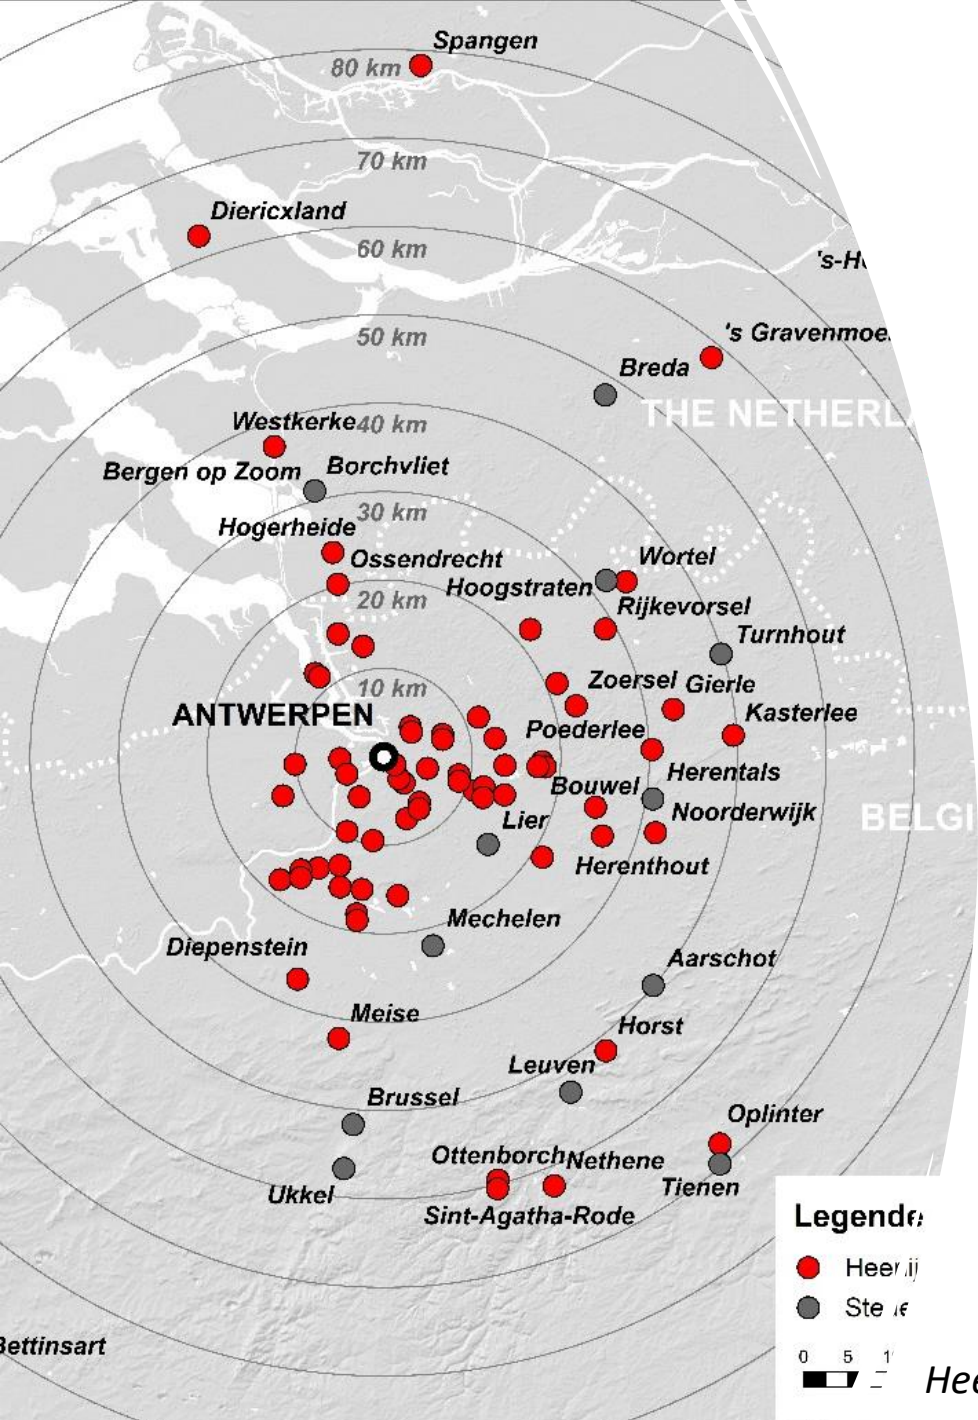 Spangen
80 km
70 km
Diericxland
60 km
's-H
's Gravenmoe
50 km
Breda
THE NETHERL
Westkerke
40 km
Bergen op Zoom
Borchvliet
30 km
Hogerheide
Ossendrecht
Wortel
Hoogstraten
20 km
Rijkevorsel
Turnhout
Zoersel
Gierle
10 km
ANTWERPEN
Kasterlee
Poederlee
Herentals
Bouwel
Noorderwijk
Lier
BELGI
Herenthout
Mechelen
Diepenstein
Aarschot
Meise
Horst
Leuven
Brussel
Oplinter
Ottenborch
Nethene
Ukkel
Tienen
Sint-Agatha-Rode
Legende
Heerlij
Ste
0 5 1
Bettinsart
Hee